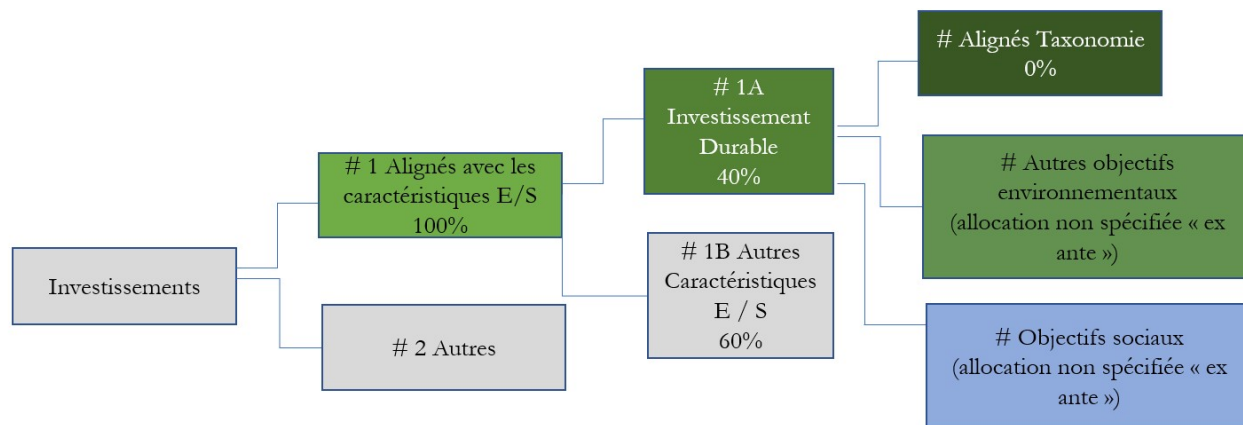 Investissements
# 1 Alignés avec les
caractéristiques E/S
100%
# 2 Autres
# 1A
Investissement
Durable
40%
# 1B Autres
Caractéristiques
E / S
60%
# Alignés Taxonomie
0%
# Autres objectifs
environnementaux
(allocation non spécifiée « ex
ante »)
# Objectifs sociaux
(allocation non spécifiée « ex
ante »)